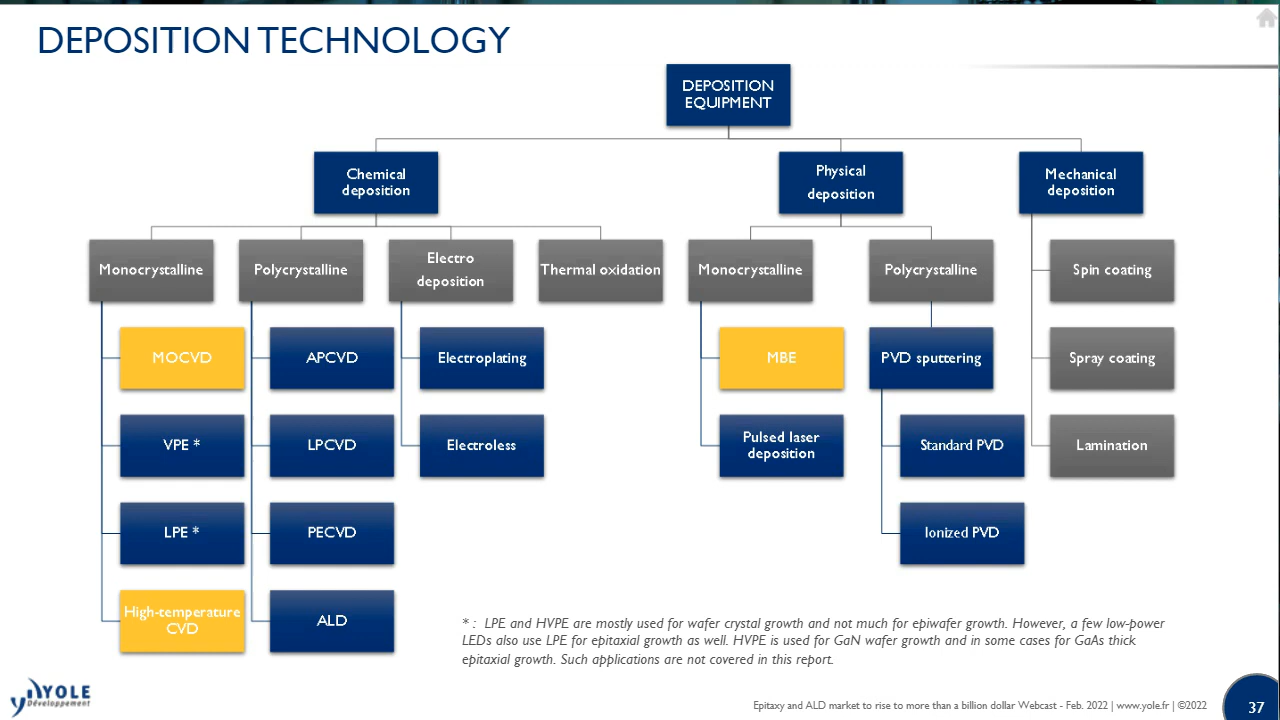 DEPOSITION TECHNOLOGY
DEPOSITION
EQUIPMENT
Chemical
deposition
Physical
deposition
Mechanical
deposition
Monocrystalline
Polycrystalline
Electro
deposition
Thermal oxidation
Monocrystalline
Polycrystalline
Spin coating
MOCVD
APCVD
Electroplating
MBE
PVD sputtering
Spray coating
VPE *
LPCVD
Electroless
Pulsed laser
deposition
Standard PVD
Lamination
LPE *
PECVD
Ionized PVD
High-temperature
CVD
ALD
* : LPE and HVPE are mostly used for wafer crystal growth and not much for epiwafer growth. However, a few low-power
LEDs also use LPE for epitaxial growth as well. HVPE is used for GaN wafer growth and in some cases for GaAs thick
epitaxial growth. Such applications are not covered in this report.
YOLE
Développement
Epitaxy and ALD market to rise to more than a billion dollar Webcast - Feb. 2022 | www.yole.fr | ©2022
37